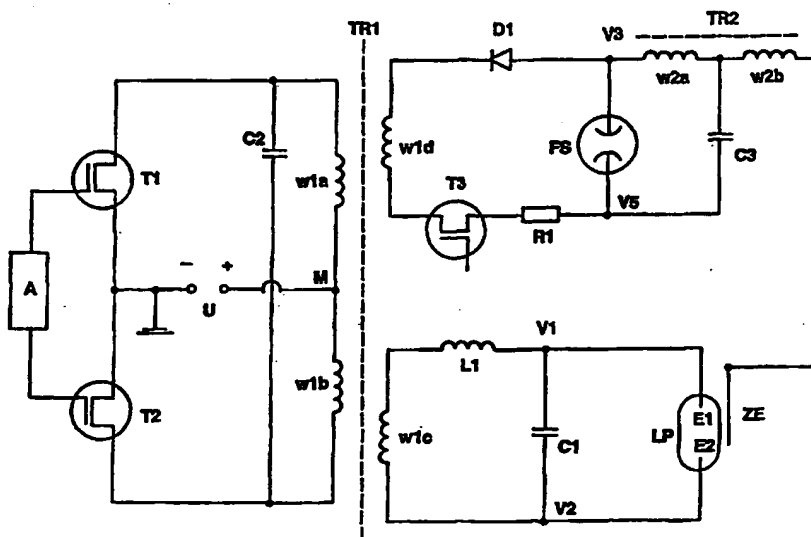 TR1
D1
V3
TR2
w2a
w2b
C2
T1
w1a
w1d
T3
FS
C3
V5
R1
A
- +
U
M
V1
L1
T2
w1b
w1c
C1
LP
E1
E2
ZE
V2